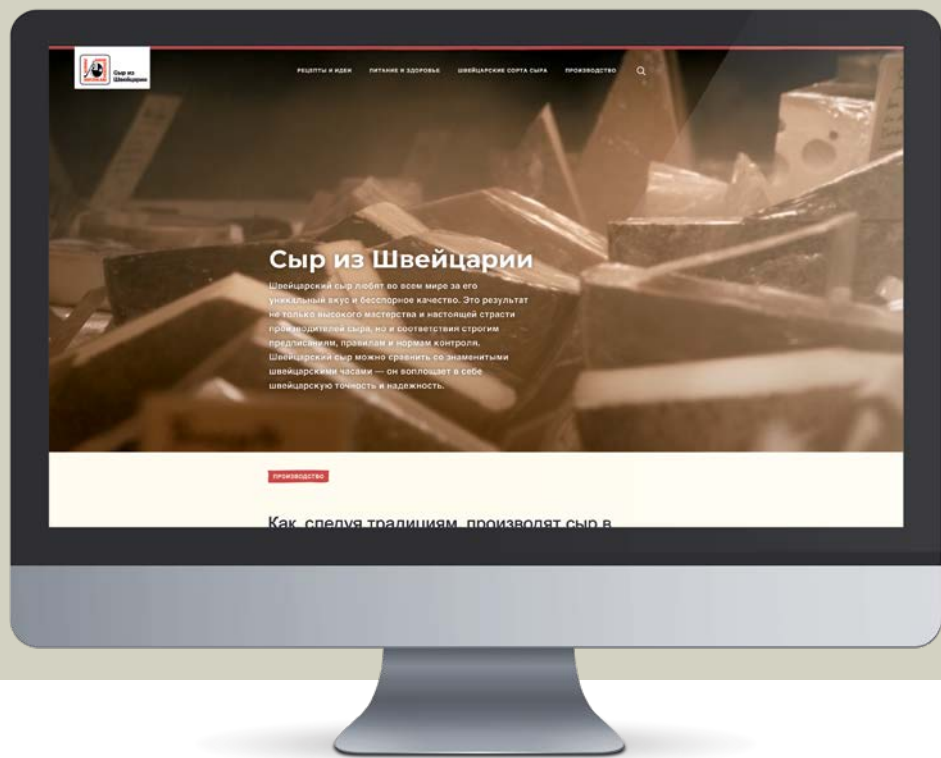 Сыр из
Швейцарии
РЕЦЕПТЫ И ИДЕИ ПИТАНИЕ И ЗДОРОВЬЕ ШВЕЙЦАРСКИЕ СОРТА СЫРА ПРОИЗВОДСТВО
Сыр из Швейцарии
Швейцарский сыр любят во всем мире за его
уникальный вкус и бесспорное качество. Это результат
не только высокого мастерства и настоящей страсти
производителей сыра, но и соответствия строгим
предписаниям, правилам и нормам контроля.
Швейцарский сыр можно сравнить со знаменитыми
швейцарскими часами — он воплощает в себе
швейцарскую точность и надежность.
ПРОИЗВОДСТВО
Как, следуя традициям, производят сыр в